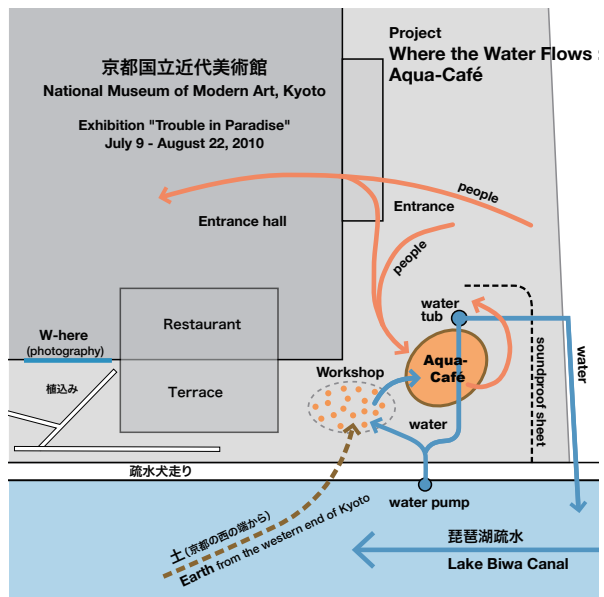 Project
Where the Water Flows :
Aqua-Café
京都国立近代美術館
National Museum of Modern Art, Kyoto
Exhibition "Trouble in Paradise"
July 9 - August 22, 2010
people
Entrance
Entrance hall
people
water
tub
soundproof sheet
water
Restaurant
W-here
(photography)
Aqua-
Café
Workshop
植込み
Terrace
water
疏水犬走り
water pump
土(京都の西の端から)
Earth from the western end of Kyoto
琵琶湖疏水
Lake Biwa Canal